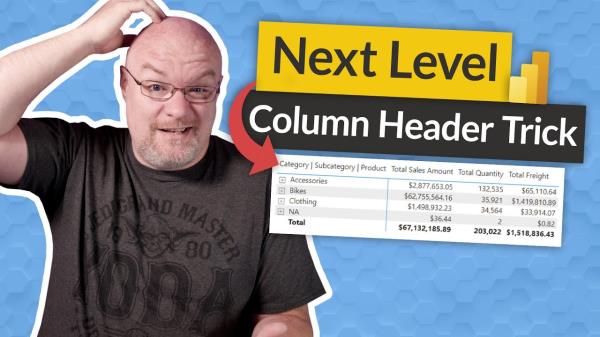 Next Level
Column Header Trick
Category | Subcategory | Product Total Sales Amount Total Quantity Total Freight
Accessories $2,877,653.05 132,535 $65,110.64
Bikes $62,755,564.16 35,921 $1,419,810.89
Clothing $1,498,932.23 34,564 $33,914.07
NA $36.44 2 $0.82
Total $67,132,185.89 203,022 $1,518,836.43
MASTER
80